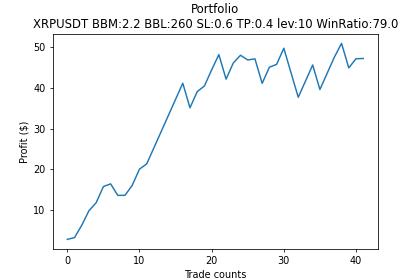 Portfolio
XRPUSDT BBM:2.2 BBL:260 SL:0.6 TP:0.4 lev:10 WinRatio:79.0
50
40
30
20
10
Profit ($)
0 10 20 30 40
Trade counts